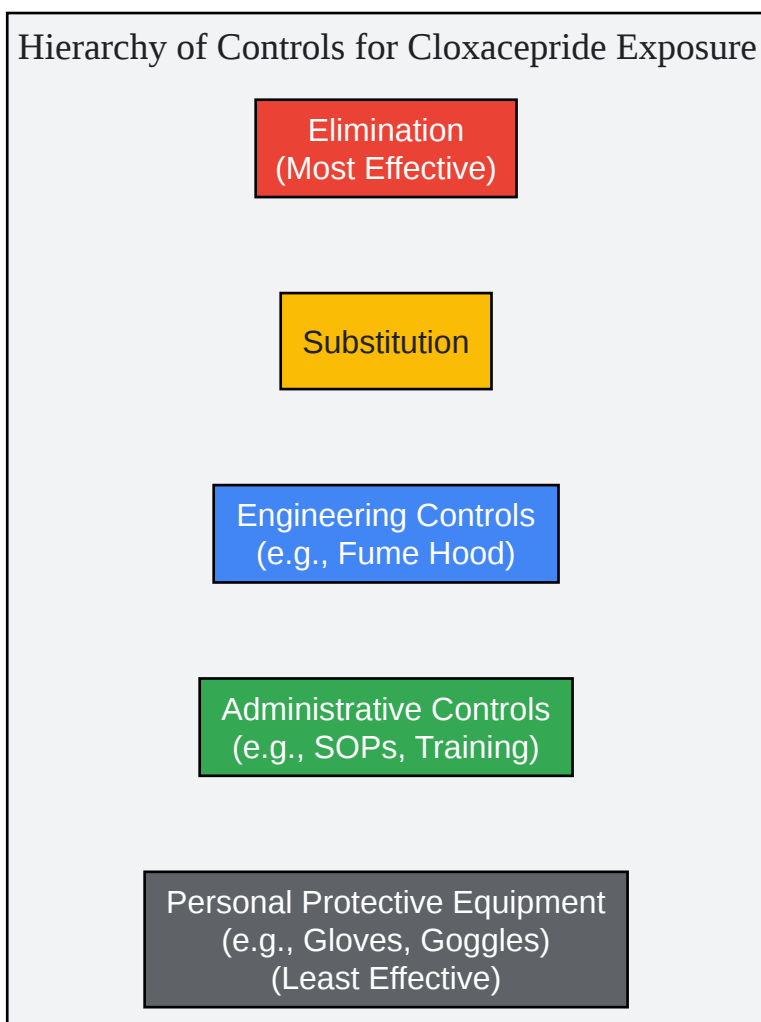 Hierarchy of Controls for Cloxacepride Exposure
Elimination
(Most Effective)
Substitution
Engineering Controls
(e.g., Fume Hood)
Administrative Controls
(e.g., SOPs, Training)
Personal Protective Equipment
(e.g., Gloves, Goggles)
(Least Effective)